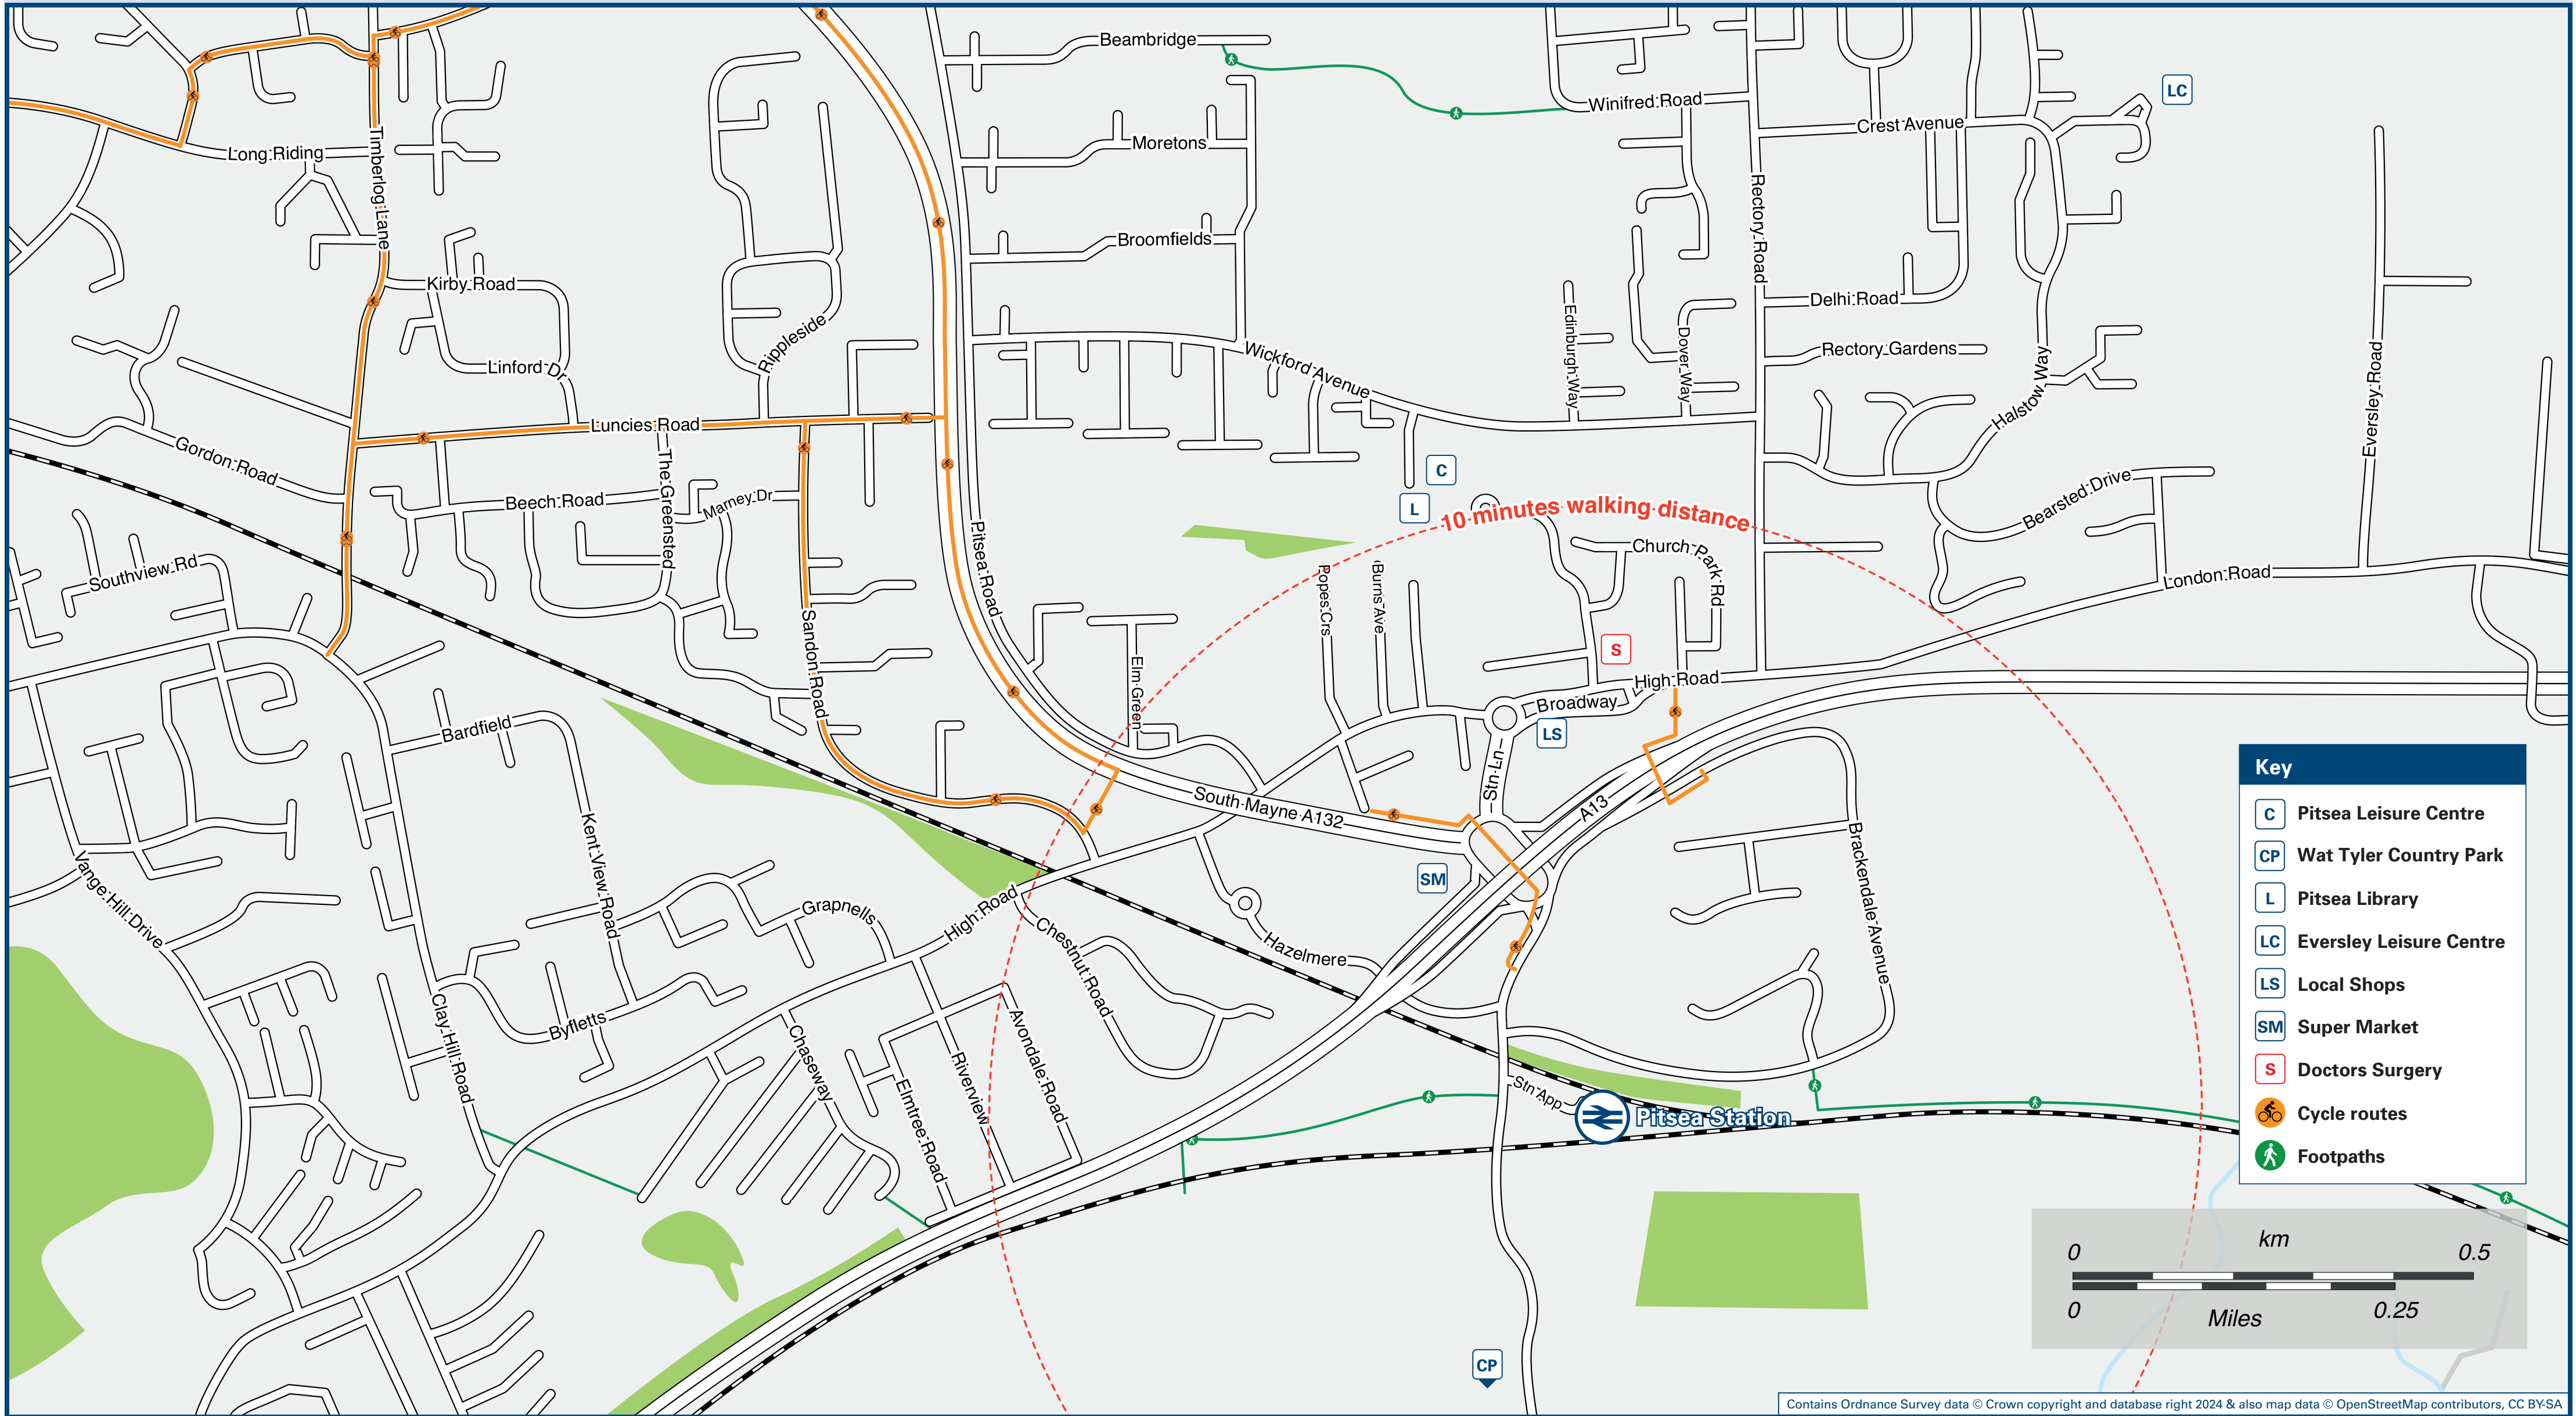 Beambridge
Winifred Road
LC
Crest Avenue
Long Riding
Timberlog Lane
Moretons
Rectory Road
Broomfields
Kirby Road
Delhi Road
Rippleside
Linford Dr
Wickford Avenue
Edinburgh Way
Dover Way
Rectory Gardens
Halstow Way
Eversley Road
Luncies Road
Gordon Road
The Greensted
Beech Road
Marney Dr
C
L
10 minutes walking distance
Bearsted Drive
Pitsea Road
Southview Rd
Church Park Rd
London Road
Popes Crs
Burns Ave
Sandon Road
Elm Green
S
High Road
Broadway
LS
Bardfield
Stn Ln
South Mayne A132
A13
Kent View Road
Vange Hill Drive
SM
Brackendale Avenue
Grapnells
High Road
Chestnut Road
Hazelmere
Clay Hill Road
Byfletts
Chaseway
Riverview
Avondale Road
Elmtree Road
Stn App
Pitsea Station
CP
Key
C Pitsea Leisure Centre
CP Wat Tyler Country Park
L Pitsea Library
LC Eversley Leisure Centre
LS Local Shops
SM Super Market
S Doctors Surgery
Cycle routes
Footpaths
km
0 0.5
0 0.25
Miles
Contains Ordnance Survey data © Crown copyright and database right 2024 & also map data © OpenStreetMap contributors, CC BY-SA